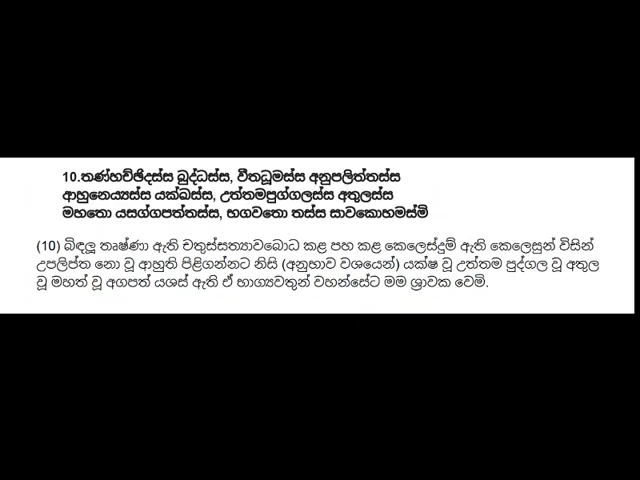 10.තණ්හච්ඡිදස්ස බුද්ධස්ස, වීතධූමස්ස අනුපලිත්තස්ස
ආහුනෙය්‍යස්ස යක්ඛස්ස, උත්තමපුග්ගලස්ස අතුලස්ස
මහතො යසග්ගපත්තස්ස, භගවතො තස්ස සාවකොහමස්මි
(10) බිඳලූ තෘෂ්ණා ඇති චතුස්සත්‍යාවබොධ කළ පහ කළ කෙලෙස්දුම් ඇති කෙලෙසුන් විසින්
උපලිප්ත නො වූ ආහුති පිළිගන්නට නිසි (අනුභාව වශයෙන්) යක්ෂ වූ උත්තම පුද්ගල වූ අතුල
වූ මහත් වූ අගපත් යශස් ඇති ඒ භාග්‍යවතුන් වහන්සේට මම ශ්‍රාවක වෙමි.